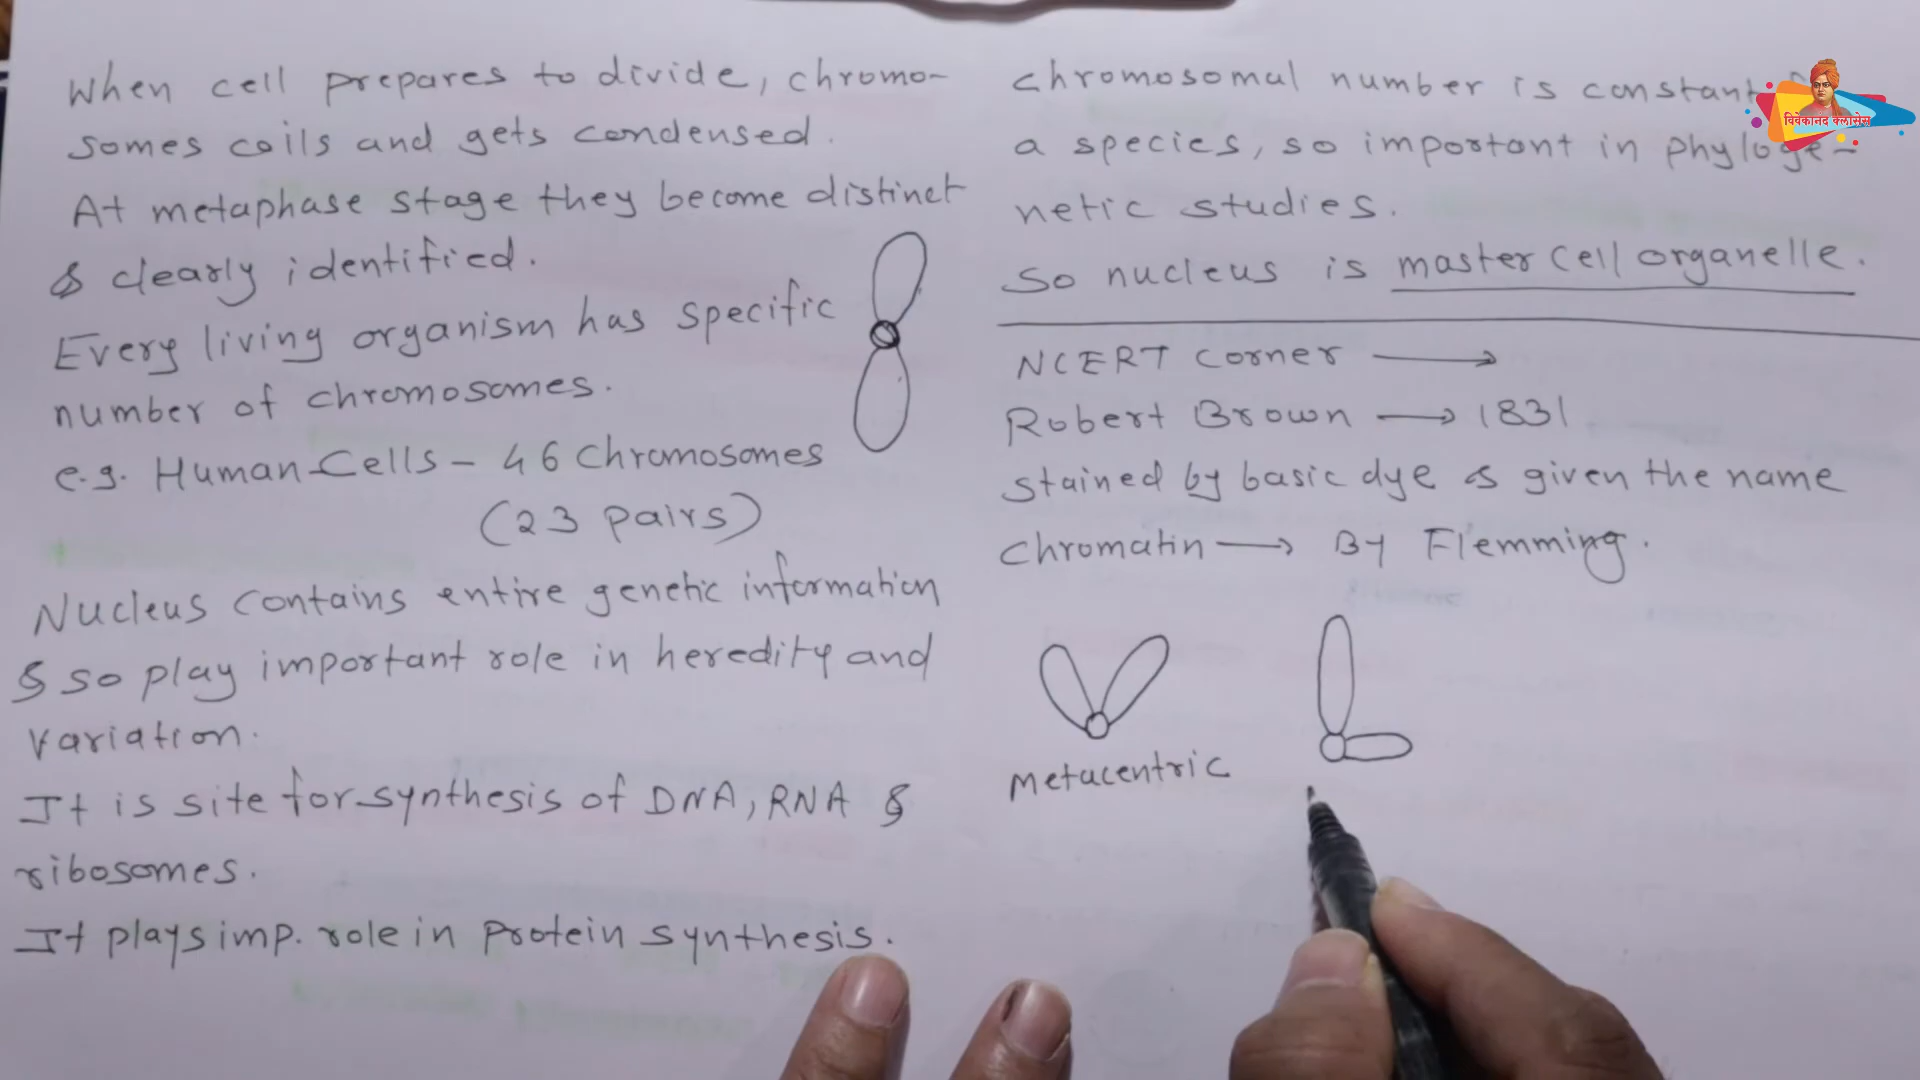 When cell prepares to divide, chromo-
somes coils and gets condensed.
At metaphase stage they become distinct
& clearly identified.
Every living organism has specific
number of chromosomes.
e.g. Human Cells - 46 Chromosomes
(23 pairs)
Nucleus contains entire genetic information
& so play important role in heredity and
variation.
It is site for synthesis of DNA, RNA &
ribosomes.
It plays imp. role in protein synthesis.
chromosomal number is constant
a species, so important in phyloge-
netic studies.
So nucleus is master cell organelle.
NCERT Corner →
Robert Brown → 1831
stained by basic dye & given the name
chromatin → By Flemming.
Metacentric
विवेकानंद क्लासेस